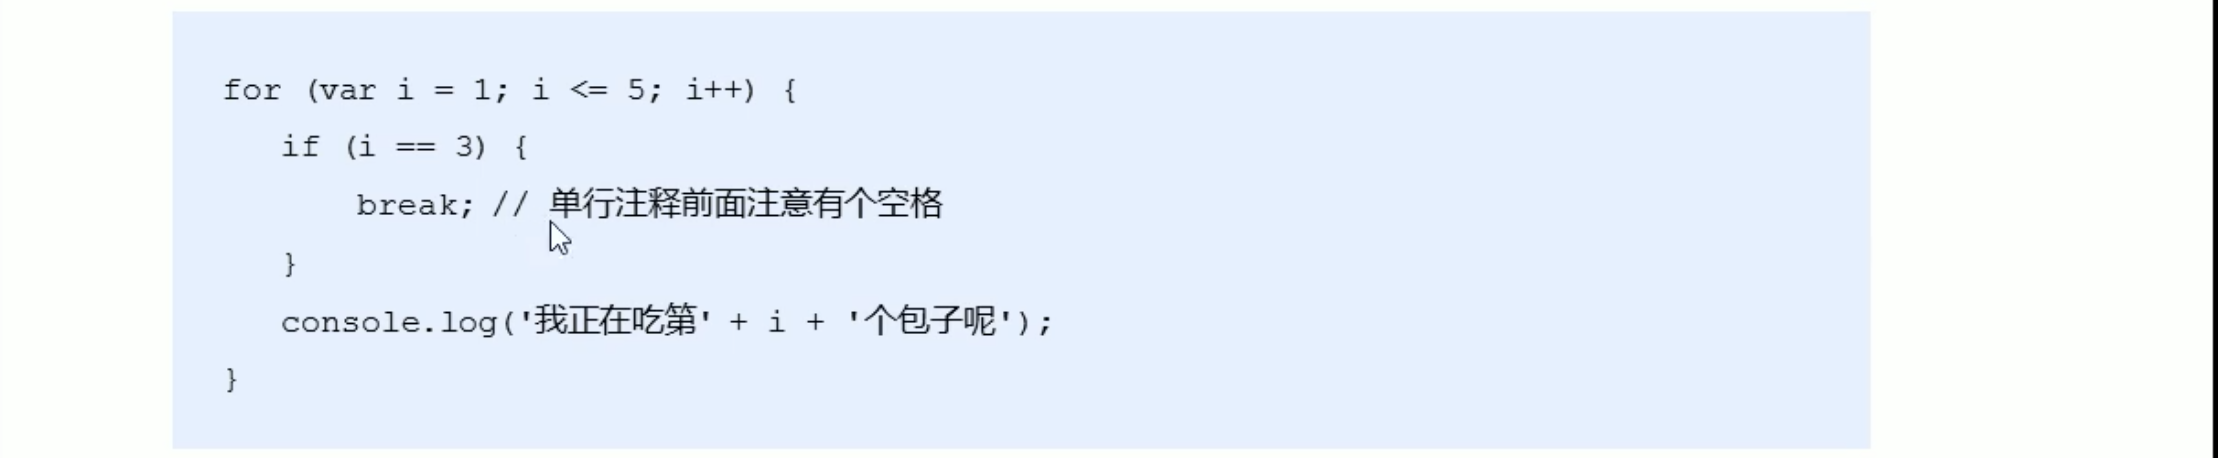 for (var i = 1; i <= 5; i++) {
   if (i == 3) {
       break; // 单行注释前面注意有个空格
   }
   console.log('我正在吃第' + i + '个包子呢');
}